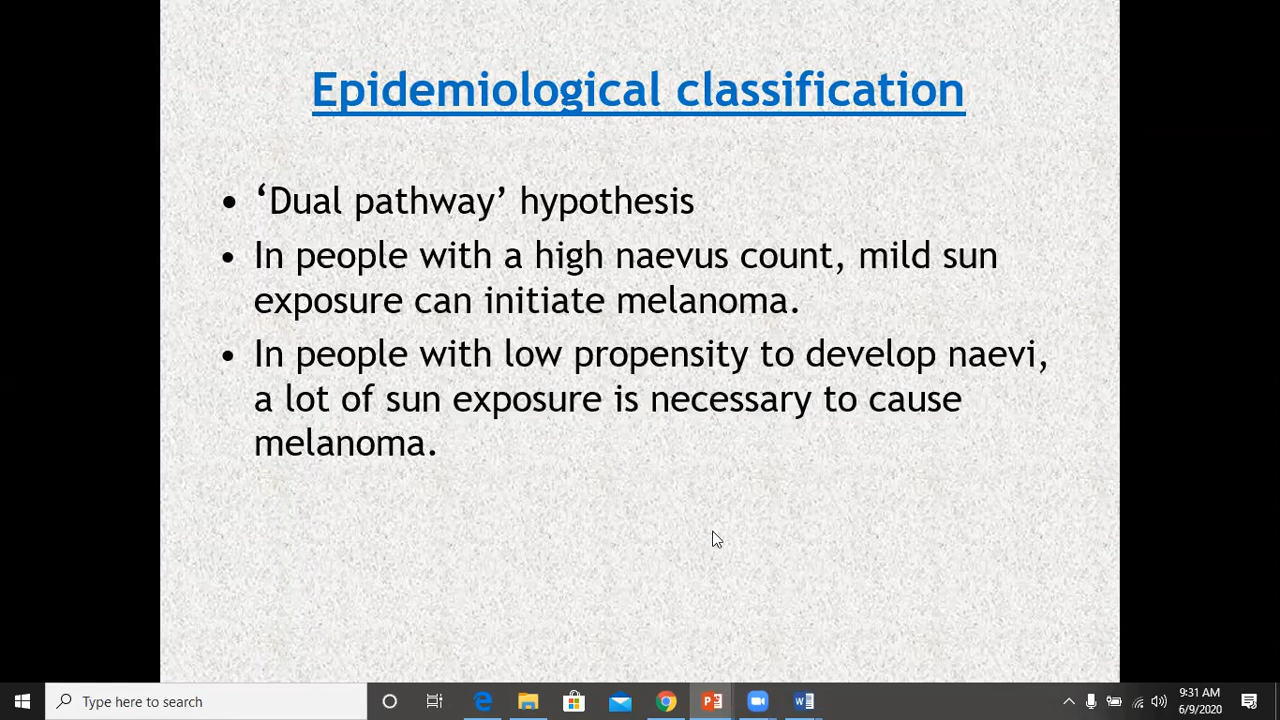 Epidemiological classification
• ‘Dual pathway’ hypothesis
• In people with a high naevus count, mild sun
exposure can initiate melanoma.
• In people with low propensity to develop naevi,
a lot of sun exposure is necessary to cause
melanoma.
Type here to search
9:31 AM
6/9/2020